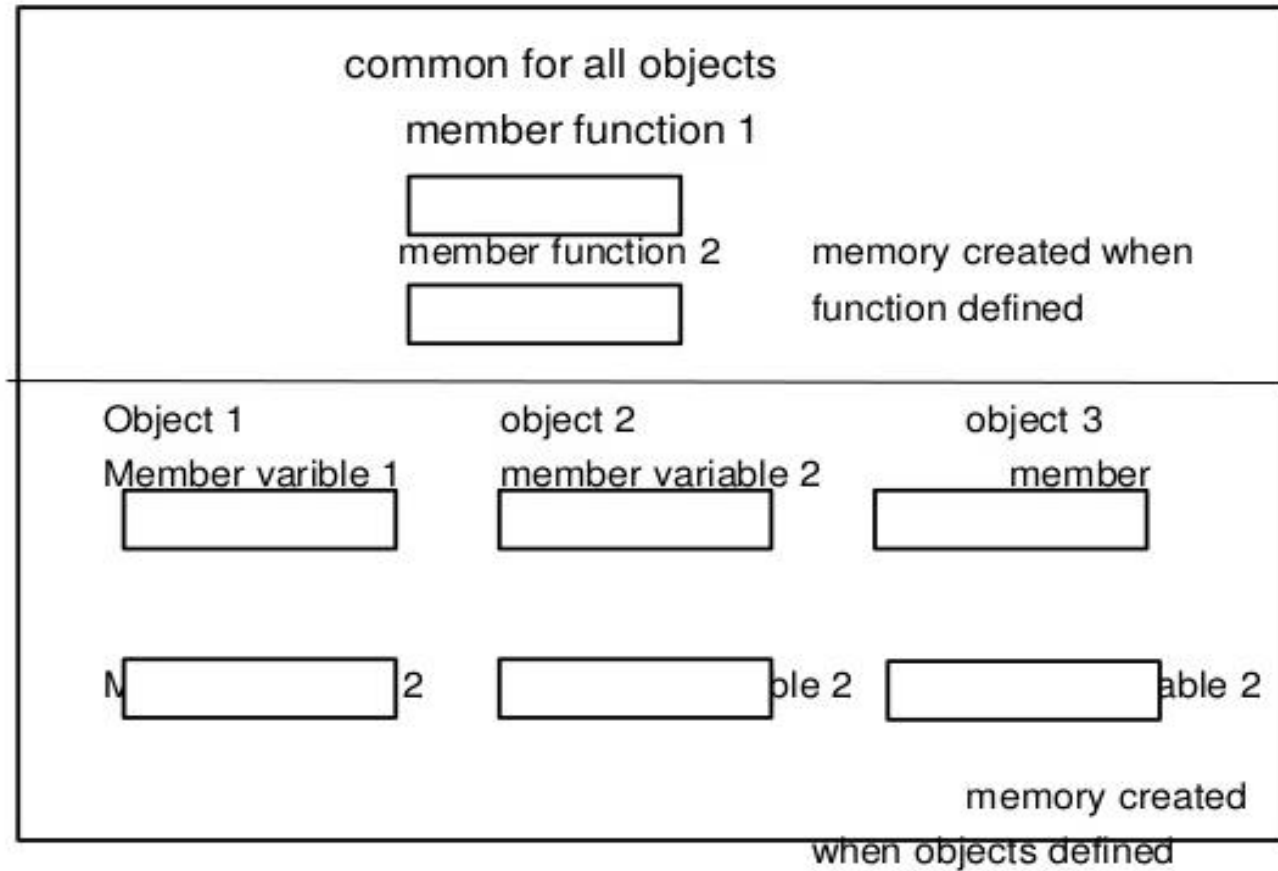 common for all objects
member function 1
member function 2
memory created when
function defined
Object 1 object 2 object 3
Member varible 1 member variable 2 member
2 ble 2 able 2
memory created
when objects defined